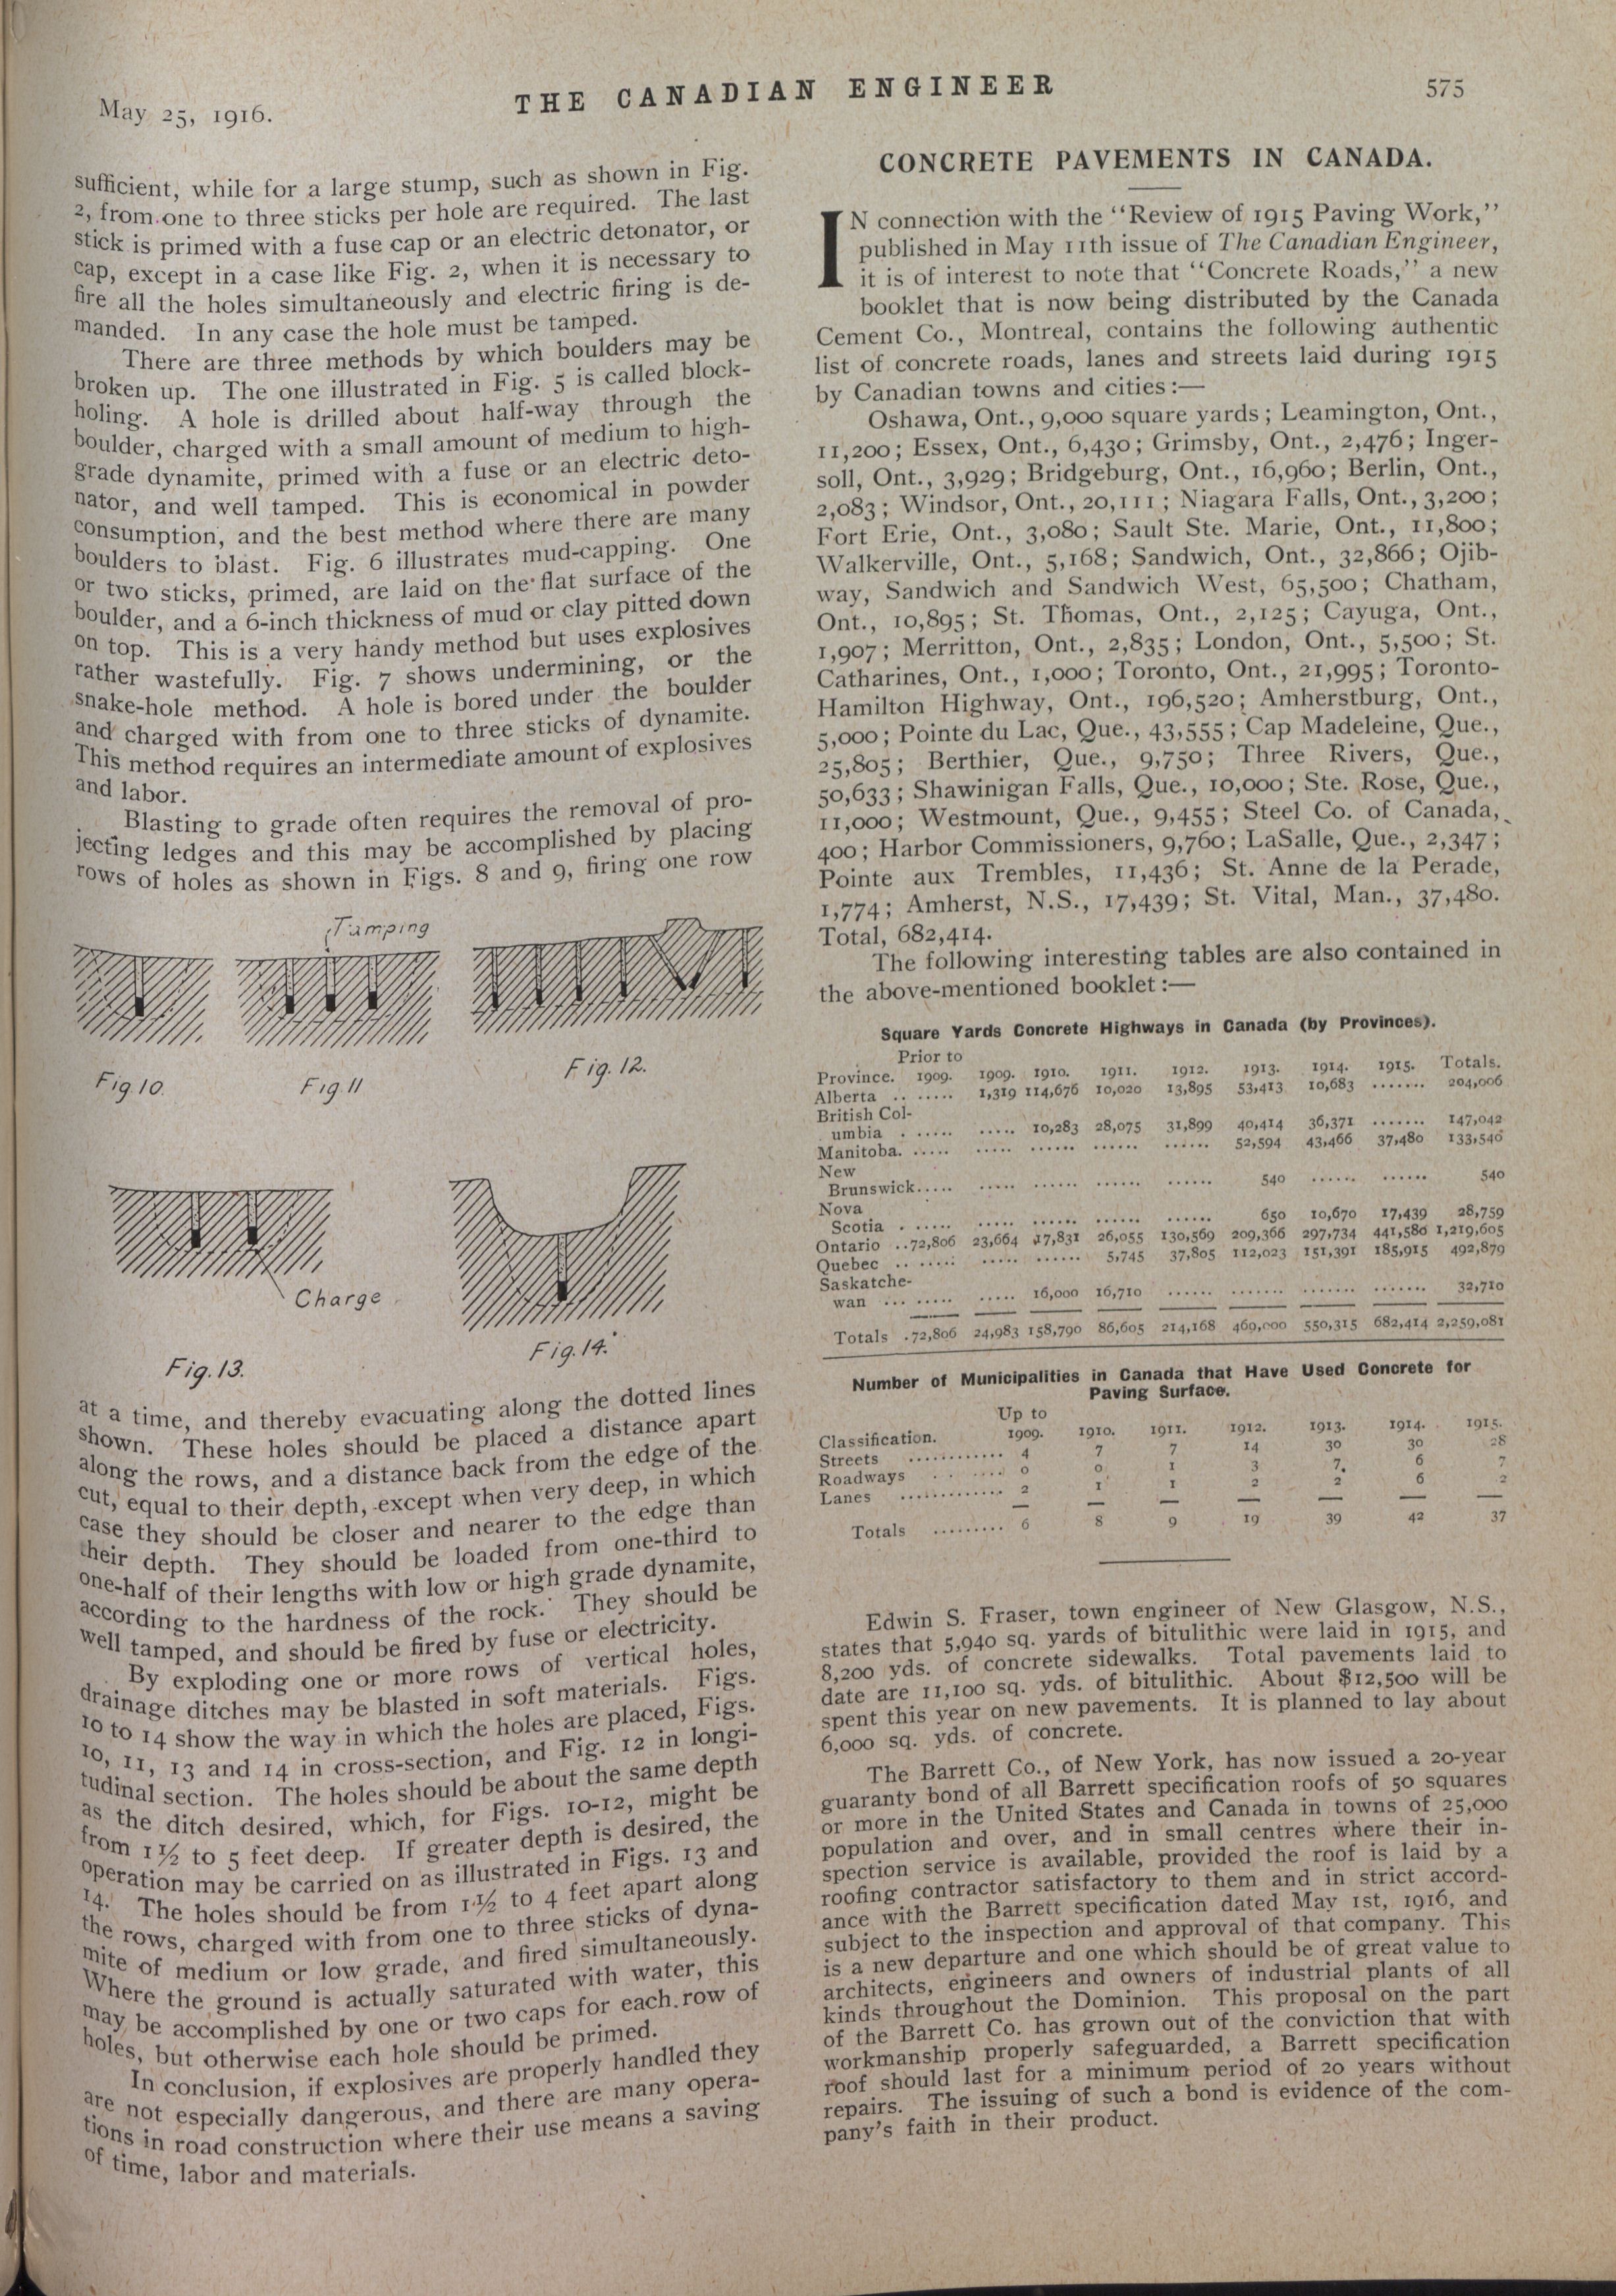 May 25, 1916.
THE CANADIAN ENGINEER
575
sufficient, while for a large stump, such as shown in Fig.
2, from one to three sticks per hole are required. The last
stick is primed with a fuse cap or an electric detonator, or
cap, except in a case like Fig. 2, when it is necessary to
fire all the holes simultaneously and electric firing is de-
manded. In any case the hole must be tamped.
There are three methods by which boulders may be
broken up. The one illustrated in Fig. 5 is called block-
holing. A hole is drilled about half-way through the
boulder, charged with a small amount of medium to high-
grade dynamite, primed with a fuse or an electric deto-
nator, and well tamped. This is economical in powder
consumption, and the best method where there are many
boulders to blast. Fig. 6 illustrates mud-capping. One
or two sticks, primed, are laid on the flat surface of the
boulder, and a 6-inch thickness of mud or clay pitted down
on top. This is a very handy method but uses explosives
rather wastefully. Fig. 7 shows undermining, or the
snake-hole method. A hole is bored under the boulder
and charged with from one to three sticks of dynamite.
This method requires an intermediate amount of explosives
and labor.
Blasting to grade often requires the removal of pro-
jecting ledges and this may be accomplished by placing
rows of holes as shown in Figs. 8 and 9, firing one row
Tamping
Fig. 10.
Fig. 11
Fig. 12.
Charge
Fig. 13.
Fig. 14.
at a time, and thereby evacuating along the dotted lines
shown. These holes should be placed a distance apart
along the rows, and a distance back from the edge of the
cut, equal to their depth, except when very deep, in which
case they should be closer and nearer to the edge than
their depth. They should be loaded from one-third to
one-half of their lengths with low or high grade dynamite,
according to the hardness of the rock. They should be
well tamped, and should be fired by fuse or electricity.
By exploding one or more rows of vertical holes,
drainage ditches may be blasted in soft materials. Figs.
10 to 14 show the way in which the holes are placed, Figs.
10, 11, 13 and 14 in cross-section, and Fig. 12 in longi-
tudinal section. The holes should be about the same depth
as the ditch desired, which, for Figs. 10-12, might be
from 1½ to 5 feet deep. If greater depth is desired, the
operation may be carried on as illustrated in Figs. 13 and
14. The holes should be from 1½ to 4 feet apart along
the rows, charged with from one to three sticks of dyna-
mite of medium or low grade, and fired simultaneously.
Where the ground is actually saturated with water, this
may be accomplished by one or two caps for each row of
holes, but otherwise each hole should be primed.
In conclusion, if explosives are properly handled they
are not especially dangerous, and there are many opera-
tions in road construction where their use means a saving
of time, labor and materials.
CONCRETE PAVEMENTS IN CANADA.
IN connection with the "Review of 1915 Paving Work,"
published in May 11th issue of The Canadian Engineer,
it is of interest to note that "Concrete Roads," a new
booklet that is now being distributed by the Canada
Cement Co., Montreal, contains the following authentic
list of concrete roads, lanes and streets laid during 1915
by Canadian towns and cities:—
Oshawa, Ont., 9,000 square yards; Leamington, Ont.,
11,200; Essex, Ont., 6,430; Grimsby, Ont., 2,476; Inger-
soll, Ont., 3,929; Bridgeburg, Ont., 16,960; Berlin, Ont.,
2,083; Windsor, Ont., 20,111; Niagara Falls, Ont., 3,200;
Fort Erie, Ont., 3,080; Sault Ste. Marie, Ont., 11,800;
Walkerville, Ont., 5,168; Sandwich, Ont., 32,866; Ojib-
way, Sandwich and Sandwich West, 65,500; Chatham,
Ont., 10,895; St. Thomas, Ont., 2,125; Cayuga, Ont.,
1,907; Merritton, Ont., 2,835; London, Ont., 5,500; St.
Catharines, Ont., 1,000; Toronto, Ont., 21,995; Toronto-
Hamilton Highway, Ont., 196,520; Amherstburg, Ont.,
5,000; Pointe du Lac, Que., 43,555; Cap Madeleine, Que.,
25,805; Berthier, Que., 9,750; Three Rivers, Que.,
50,633; Shawinigan Falls, Que., 10,000; Ste. Rose, Que.,
11,000; Westmount, Que., 9,455; Steel Co. of Canada,
400; Harbor Commissioners, 9,760; LaSalle, Que., 2,347;
Pointe aux Trembles, 11,436; St. Anne de la Perade,
1,774; Amherst, N.S., 17,439; St. Vital, Man., 37,480.
Total, 682,414.
The following interesting tables are also contained in
the above-mentioned booklet:—
Square Yards Concrete Highways in Canada (by Provinces).
Prior to
Province. 1909. 1909. 1910. 1911. 1912. 1913. 1914. 1915. Totals.
Alberta .. ..... 1,319 114,676 10,020 13,895 53,413 10,683 ....... 204,006
British Col-
umbia . ..... ..... 10,283 28,075 31,899 40,414 36,371 ....... 147,042
Manitoba. ..... ..... ...... ...... ...... 52,594 43,466 37,480 133,540
New
Brunswick..... ..... ...... ...... ...... 540 ...... ...... 540
Nova
Scotia . ..... ..... ...... ...... ...... 650 10,670 17,439 28,759
Ontario ..72,806 23,664 17,831 26,055 130,569 209,366 297,734 441,580 1,219,605
Quebec .. ..... ..... ...... 5,745 37,805 112,023 151,391 185,915 492,879
Saskatche-
wan ... ..... ..... 16,000 16,710 ...... ....... ....... ....... 32,710
Totals .72,806 24,983 158,790 86,605 214,168 469,000 550,315 682,414 2,259,081
Number of Municipalities in Canada that Have Used Concrete for
Paving Surface.
Up to
Classification. 1909. 1910. 1911. 1912. 1913. 1914. 1915.
Streets ............ 4 7 7 14 30 30 28
Roadways . . .... 0 0 1 3 7 6 7
Lanes ............. 2 1 1 2 2 6 2
Totals ......... 6 8 9 19 39 42 37
Edwin S. Fraser, town engineer of New Glasgow, N.S.,
states that 5,940 sq. yards of bitulithic were laid in 1915, and
8,200 yds. of concrete sidewalks. Total pavements laid to
date are 11,100 sq. yds. of bitulithic. About $12,500 will be
spent this year on new pavements. It is planned to lay about
6,000 sq. yds. of concrete.
The Barrett Co., of New York, has now issued a 20-year
guaranty bond of all Barrett specification roofs of 50 squares
or more in the United States and Canada in towns of 25,000
population and over, and in small centres where their in-
spection service is available, provided the roof is laid by a
roofing contractor satisfactory to them and in strict accord-
ance with the Barrett specification dated May 1st, 1916, and
subject to the inspection and approval of that company. This
is a new departure and one which should be of great value to
architects, engineers and owners of industrial plants of all
kinds throughout the Dominion. This proposal on the part
of the Barrett Co. has grown out of the conviction that with
workmanship properly safeguarded, a Barrett specification
roof should last for a minimum period of 20 years without
repairs. The issuing of such a bond is evidence of the com-
pany's faith in their product.